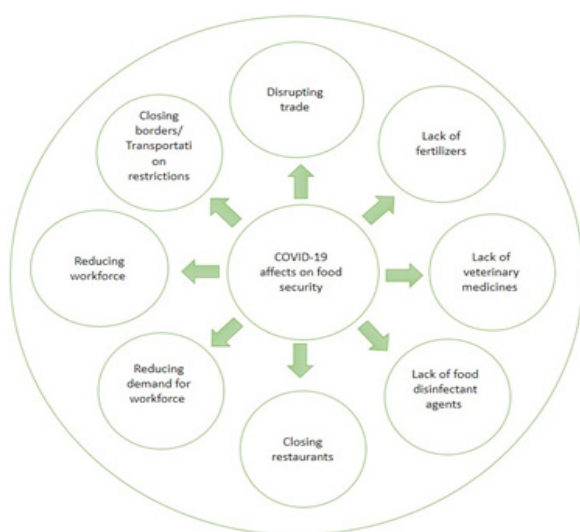 Disrupting
trade
Closing
borders/
Transportati
on
restrictions
Lack of
fertilizers
Reducing
workforce
COVID-19
affects on food
security
Lack of
veterinary
medicines
Reducing
demand for
workforce
Lack of food
disinfectant
agents
Closing
restaurants